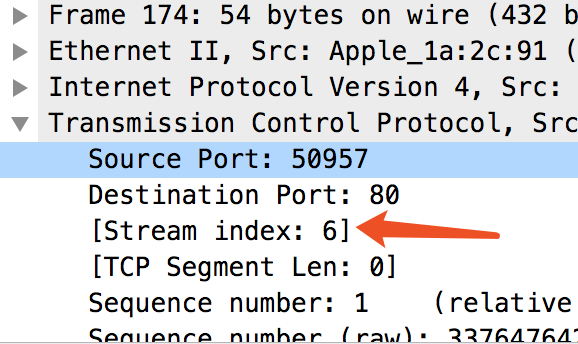 Frame 174: 54 bytes on wire (432 b
Ethernet II, Src: Apple_1a:2c:91 (
Internet Protocol Version 4, Src:
Transmission Control Protocol, Src
Source Port: 50957
Destination Port: 80
[Stream index: 6]
[TCP Segment Len: 0]
Sequence number: 1 (relative
Sequence number (raw):